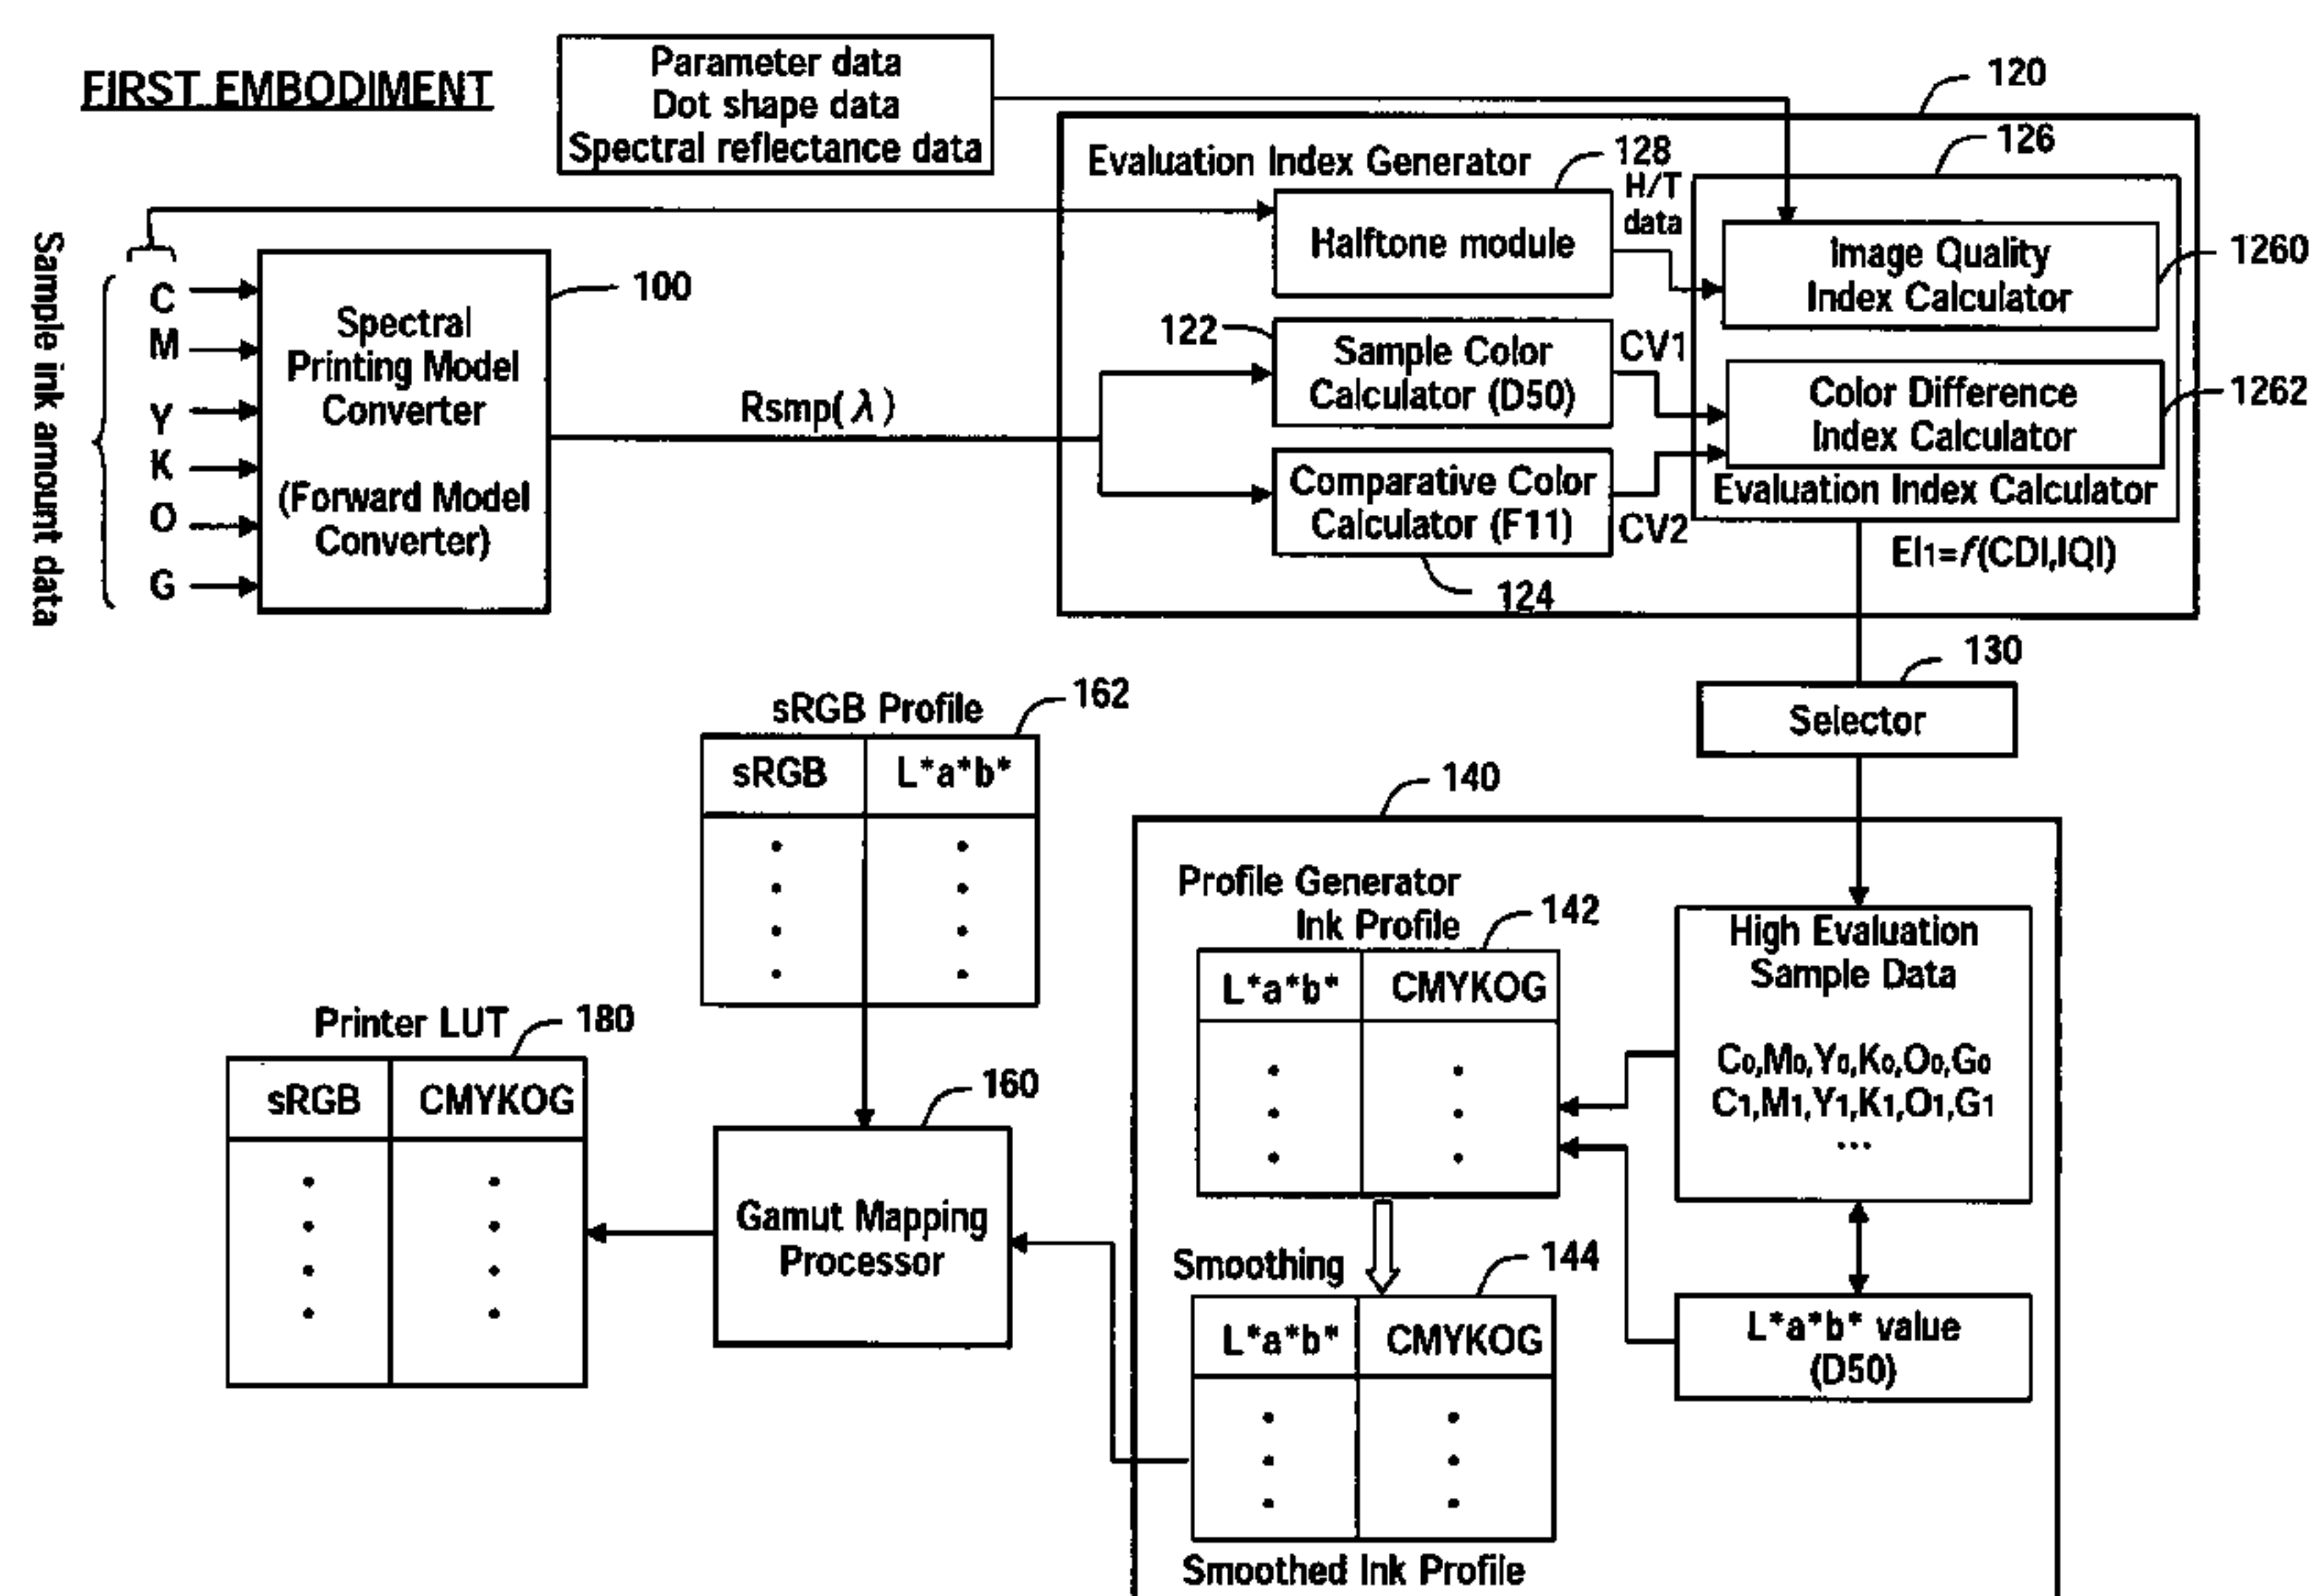 FIRST EMBODIMENT
Parameter data
Dot shape data
Spectral reflectance data
120
126
Evaluation Index Generator
128
H/T
data
Halftone module
Image Quality
Index Calculator
1260
Sample ink amount data
C
M
Y
K
O
G
Spectral
Printing Model
Converter
(Forward Model
Converter)
100
Rsmp(λ)
122
Sample Color
Calculator (D50)
CV1
Color Difference
Index Calculator
1262
Comparative Color
Calculator (F11)
CV2
124
Evaluation Index Calculator
EI1=f(CDI,IQI)
130
Selector
sRGB Profile
162
sRGB L*a*b*
140
Profile Generator
Ink Profile
142
L*a*b* CMYKOG
High Evaluation
Sample Data
C0,M0,Y0,K0,O0,G0
C1,M1,Y1,K1,O1,G1
...
Printer LUT
180
sRGB CMYKOG
160
Gamut Mapping
Processor
Smoothing
144
L*a*b* CMYKOG
L*a*b* value
(D50)
Smoothed Ink Profile